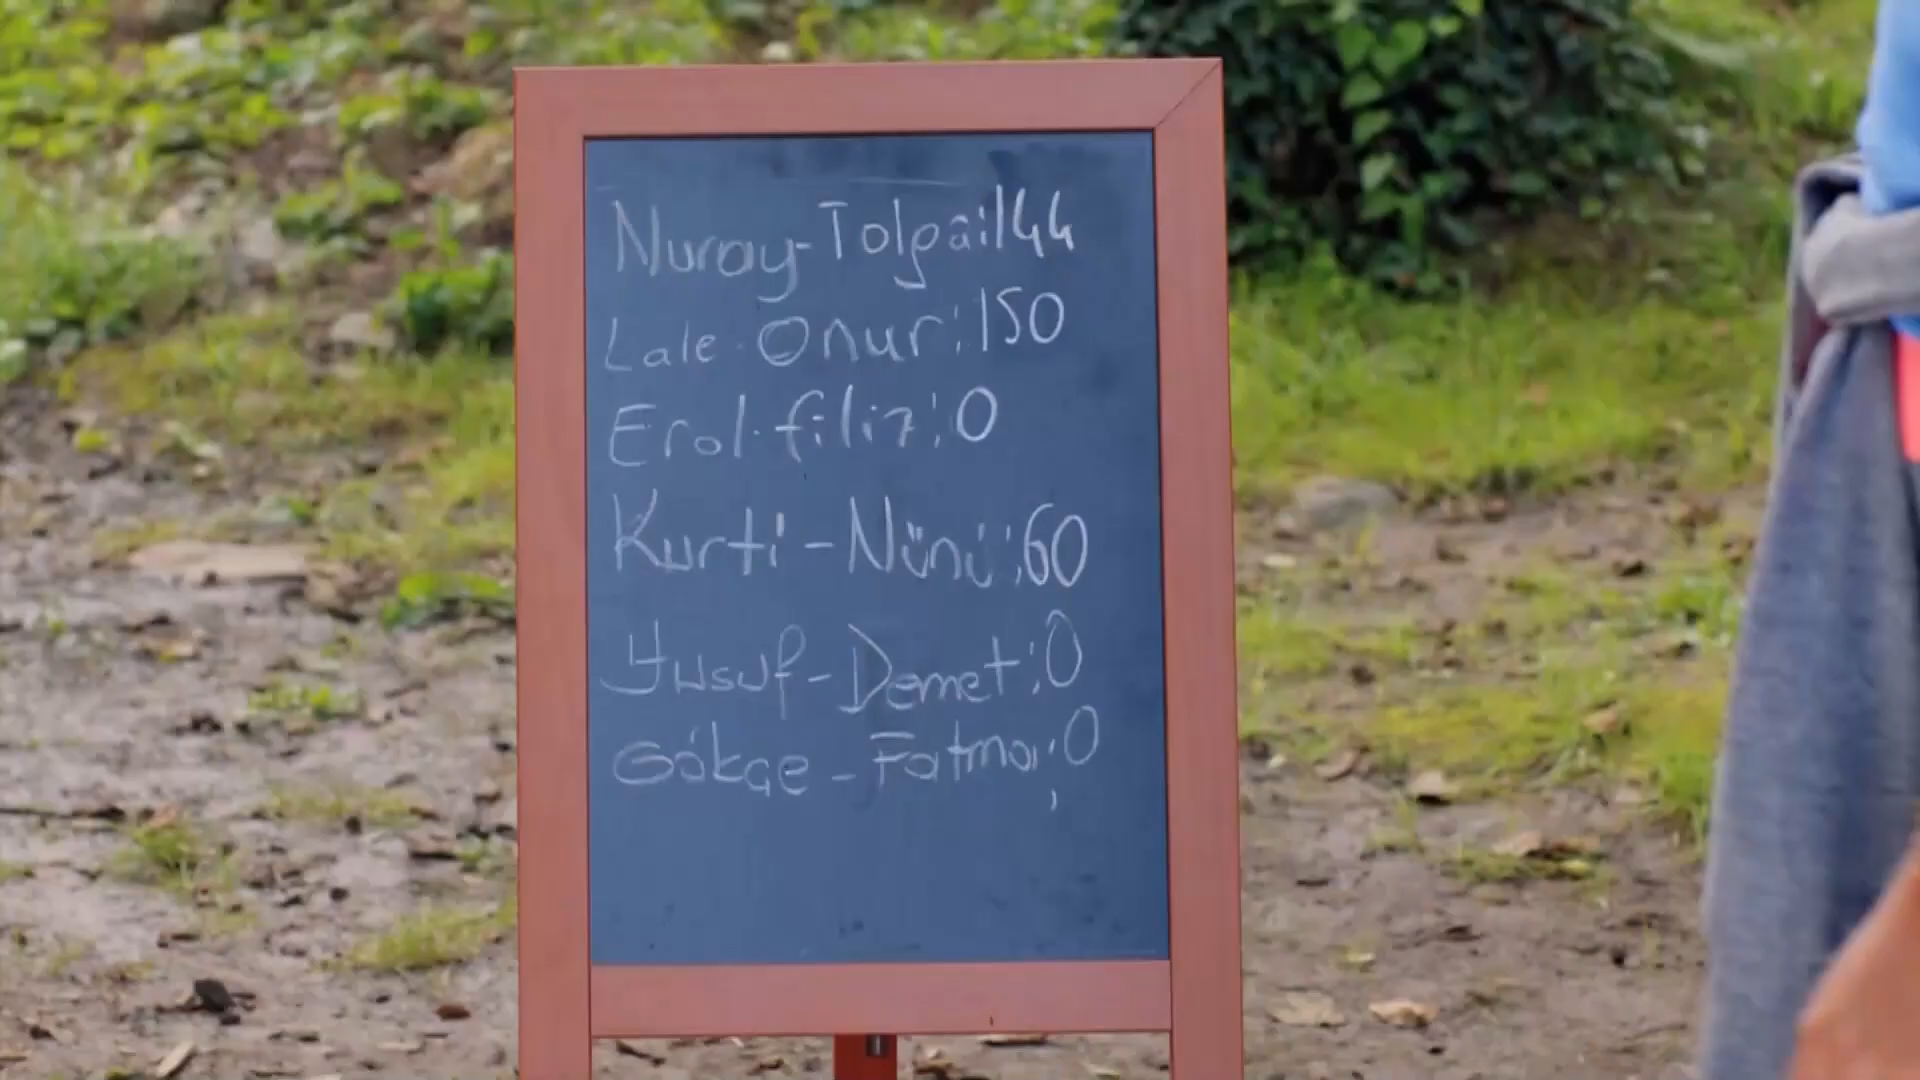 Nuray-Tolga:144
Lale-Onur:150
Erol-filiz:0
Kurti-Nünü:60
Yusuf-Demet:0
Gökçe-Fatma:0